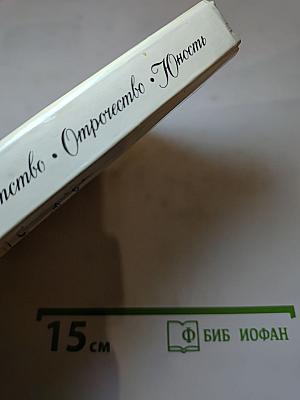 тство · Отрочество · Юность
15 см
Ф БИБ ИОФАН